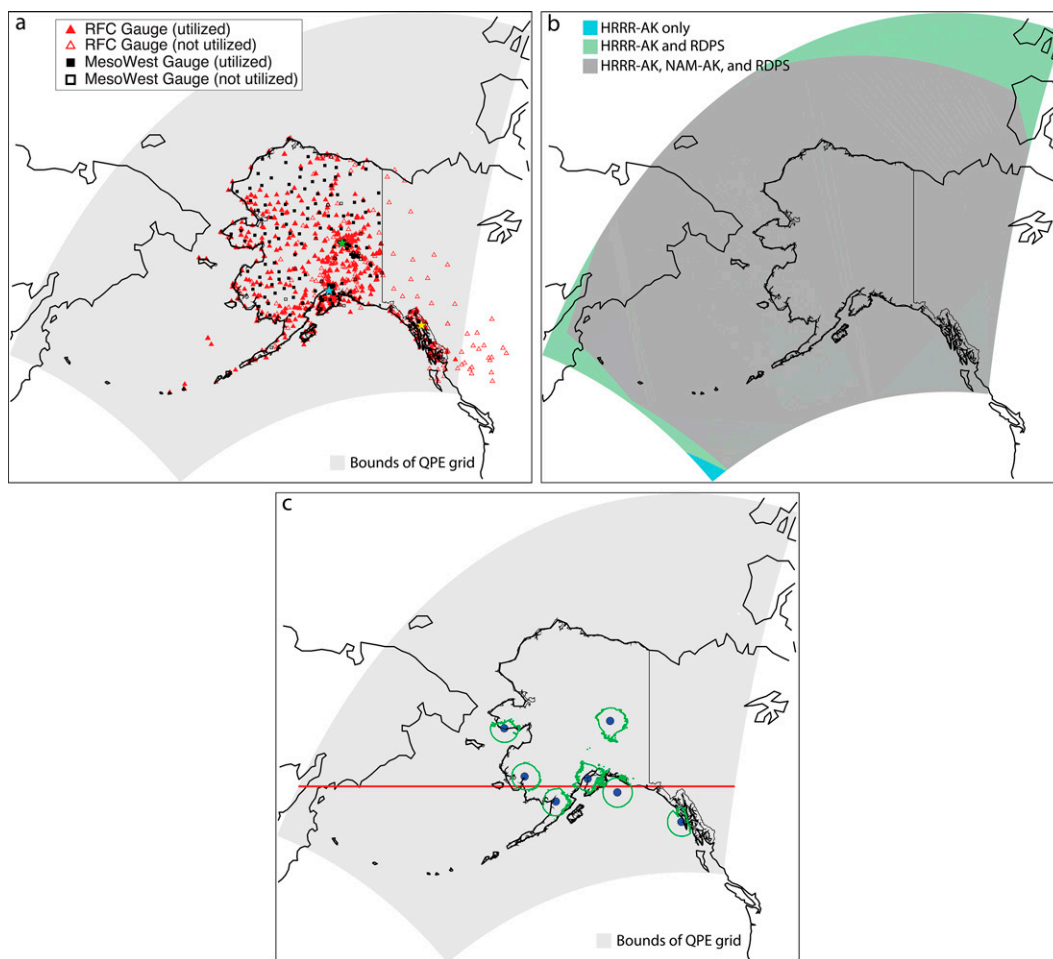 a
RFC Gauge (utilized)
RFC Gauge (not utilized)
MesoWest Gauge (utilized)
MesoWest Gauge (not utilized)
Bounds of QPE grid
b
HRRR-AK only
HRRR-AK and RDPS
HRRR-AK, NAM-AK, and RDPS
c
Bounds of QPE grid